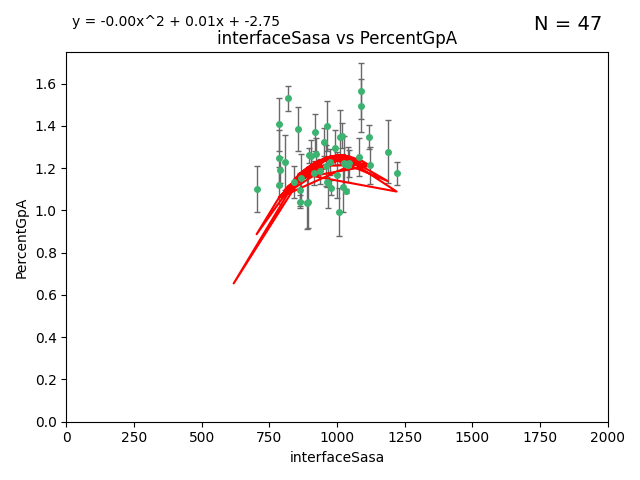 y = -0.00x^2 + 0.01x + -2.75
N = 47
interfaceSasa vs PercentGpA
PercentGpA
1.6
1.4
1.2
1.0
0.8
0.6
0.4
0.2
0.0
0 250 500 750 1000 1250 1500 1750 2000
interfaceSasa